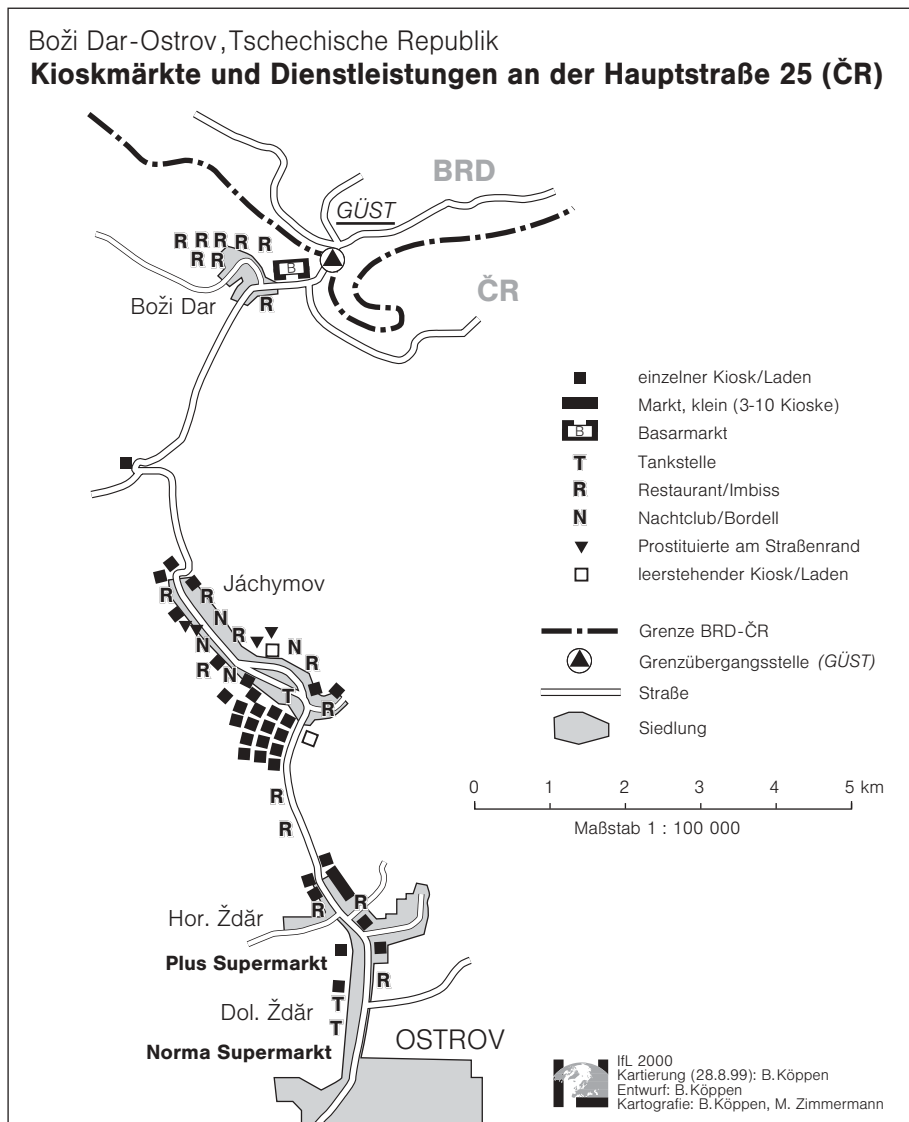 Boži Dar-Ostrov, Tschechische Republik
Kioskmärkte und Dienstleistungen an der Hauptstraße 25 (ČR)
BRD
GÜST
R R R R R
R R
B
ČR
Boži Dar
R
einzelner Kiosk/Laden
Markt, klein (3-10 Kioske)
B Basarmarkt
T Tankstelle
R Restaurant/Imbiss
N Nachtclub/Bordell
Prostituierte am Straßenrand
leerstehender Kiosk/Laden
Grenze BRD-ČR
Grenzübergangsstelle (GÜST)
Straße
Siedlung
0 1 2 3 4 5 km
Maßstab 1 : 100 000
Jáchymov
R R
N
R
N N
R R
N
T
R
R
R
R
Hor. Ždăr R
Plus Supermarkt
R
T
Dol. Ždăr
T
Norma Supermarkt
OSTROV
IfL 2000
Kartierung (28.8.99): B.Köppen
Entwurf: B.Köppen
Kartografie: B.Köppen, M. Zimmermann